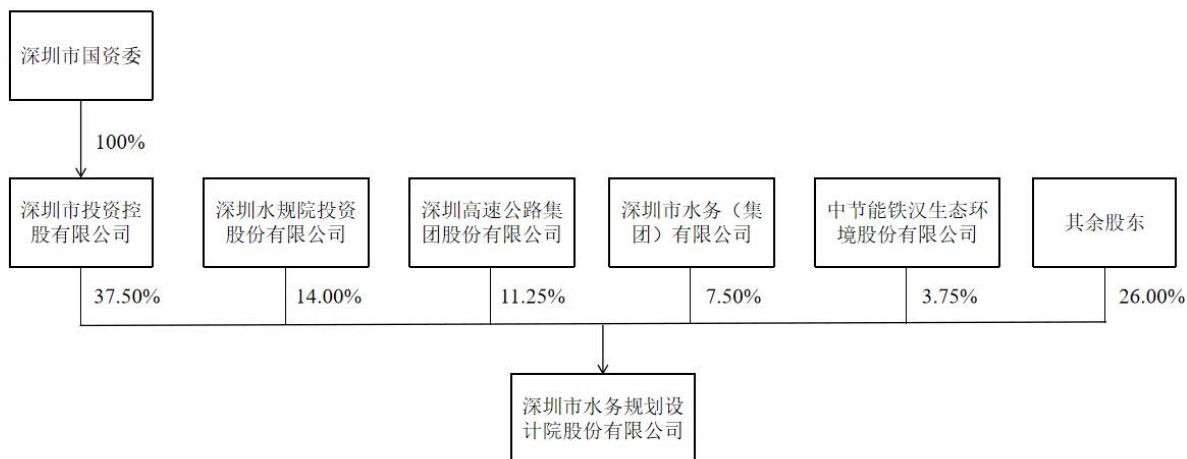 深圳市国资委
100%
深圳市投资控
股有限公司
深圳水规院投资
股份有限公司
深圳高速公路集
团股份有限公司
深圳市水务（集
团）有限公司
中节能铁汉生态环
境股份有限公司
其余股东
37.50%
14.00%
11.25%
7.50%
3.75%
26.00%
深圳市水务规划设
计院股份有限公司